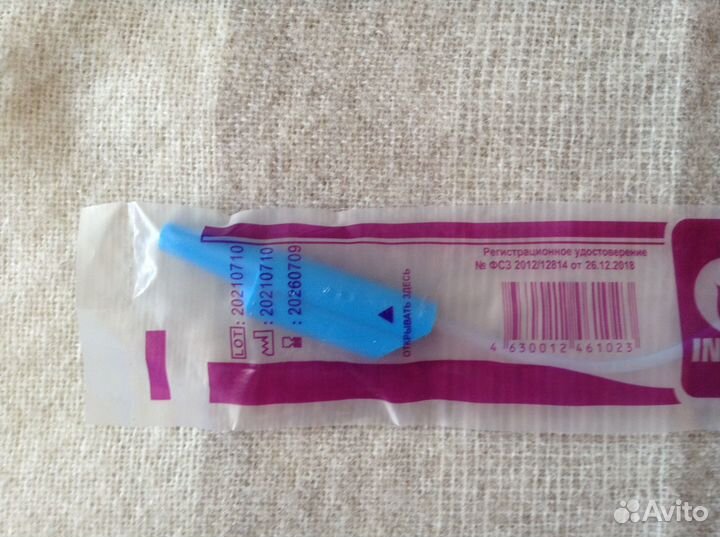 LOT: 20210710
: 20210710
: 20260709
ОТКРЫВАТЬ ЗДЕСЬ
Регистрационное удостоверение
№ ФСЗ 2012/12814 от 26.12.2018
4 630012 461023
IN
Avito